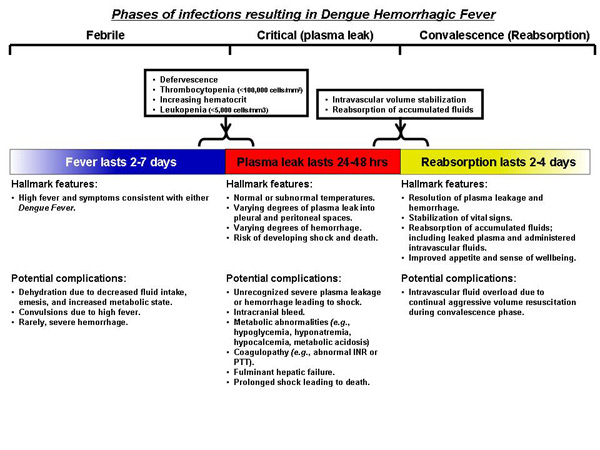 Phases of infections resulting in Dengue Hemorrhagic Fever
Febrile
Critical (plasma leak)
Convalescence (Reabsorption)
• Defervescence
• Thrombocytopenia (<100,000 cells/mm³)
• Increasing hematocrit
• Leukopenia (<5,000 cells/mm3)
• Intravascular volume stabilization
• Reabsorption of accumulated fluids
Fever lasts 2-7 days
Plasma leak lasts 24-48 hrs
Reabsorption lasts 2-4 days
Hallmark features:
• High fever and symptoms consistent with either
Dengue Fever.
Potential complications:
• Dehydration due to decreased fluid intake,
emesis, and increased metabolic state.
• Convulsions due to high fever.
• Rarely, severe hemorrhage.
Hallmark features:
• Normal or subnormal temperatures.
• Varying degrees of plasma leak into
pleural and peritoneal spaces.
• Varying degrees of hemorrhage.
• Risk of developing shock and death.
Potential complications:
• Unrecognized severe plasma leakage
or hemorrhage leading to shock.
• Intracranial bleed.
• Metabolic abnormalities (e.g.,
hypoglycemia, hyponatremia,
hypocalcemia, metabolic acidosis)
• Coagulopathy (e.g., abnormal INR or
PTT).
• Fulminant hepatic failure.
• Prolonged shock leading to death.
Hallmark features:
• Resolution of plasma leakage and
hemorrhage.
• Stabilization of vital signs.
• Reabsorption of accumulated fluids;
including leaked plasma and administered
intravascular fluids.
• Improved appetite and sense of wellbeing.
Potential complications:
• Intravascular fluid overload due to
continual aggressive volume resuscitation
during convalescence phase.